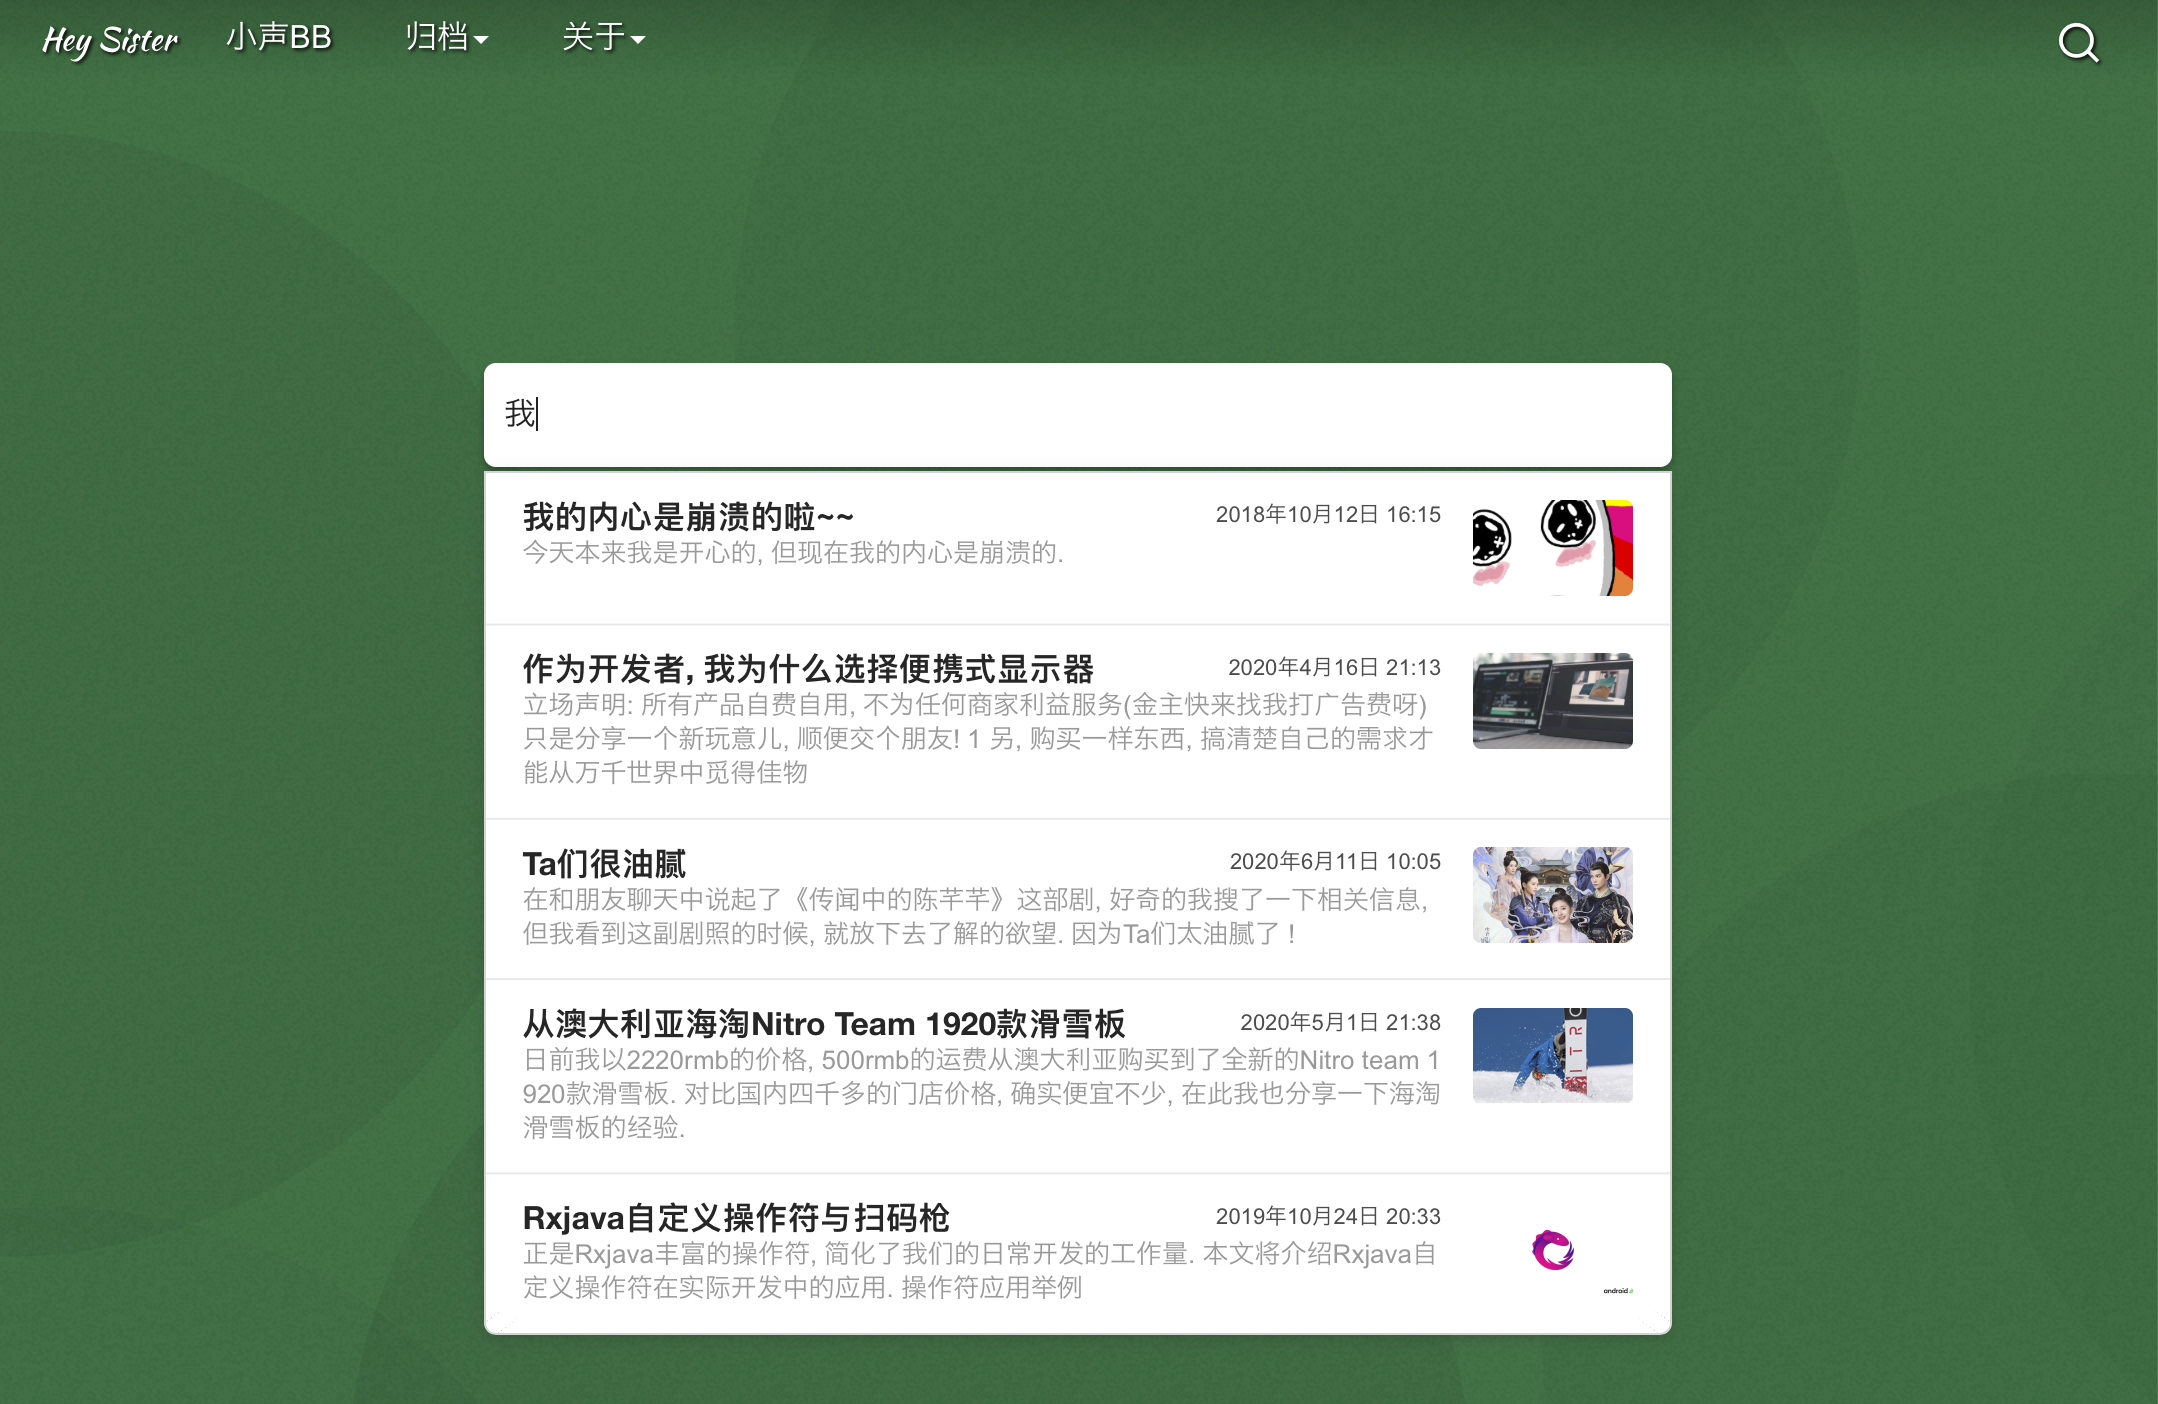 Hey Sister 小声BB 归档 关于
我
我的内心是崩溃的啦~~ 2018年10月12日 16:15
今天本来我是开心的, 但现在我的内心是崩溃的.
作为开发者, 我为什么选择便携式显示器 2020年4月16日 21:13
立场声明: 所有产品自费自用, 不为任何商家利益服务(金主快来找我打广告费呀)
只是分享一个新玩意儿, 顺便交个朋友! 1 另, 购买一样东西, 搞清楚自己的需求才
能从万千世界中觅得佳物
Ta们很油腻 2020年6月11日 10:05
在和朋友聊天中说起了《传闻中的陈芊芊》这部剧, 好奇的我搜了一下相关信息,
但我看到这副剧照的时候, 就放下去了解的欲望. 因为Ta们太油腻了 !
从澳大利亚海淘Nitro Team 1920款滑雪板 2020年5月1日 21:38
日前我以2220rmb的价格, 500rmb的运费从澳大利亚购买到了全新的Nitro team 1
920款滑雪板. 对比国内四千多的门店价格, 确实便宜不少, 在此我也分享一下海淘
滑雪板的经验.
ITRO
Rxjava自定义操作符与扫码枪 2019年10月24日 20:33
正是Rxjava丰富的操作符, 简化了我们的日常开发的工作量. 本文将介绍Rxjava自
定义操作符在实际开发中的应用. 操作符应用举例
android